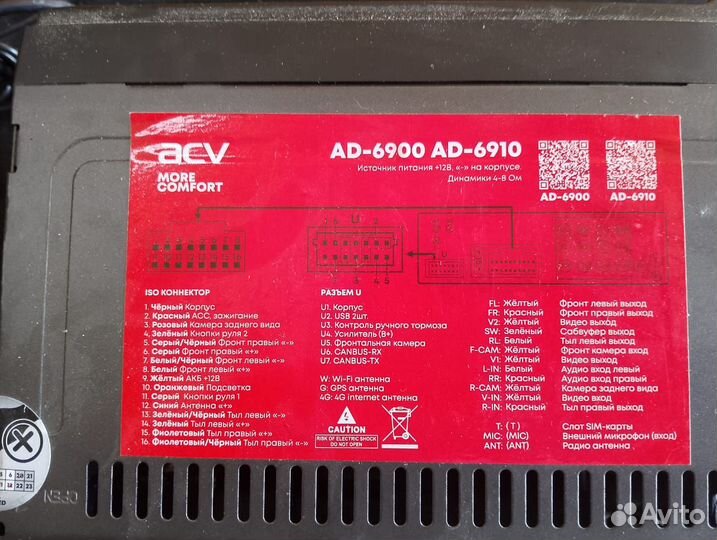 acv
MORE
COMFORT
AD-6900 AD-6910
Источник питания +12В, «-» на корпусе.
Динамики 4-8 Ом
AD-6900
AD-6910
ISO КОННЕКТОР
1. Чёрный Корпус
2. Красный ACC, зажигание
3. Розовый Камера заднего вида
4. Зелёный Кнопки руля 2
5. Серый/Чёрный Фронт правый «-»
6. Серый Фронт правый «+»
7. Белый/Чёрный Фронт левый «-»
8. Белый Фронт левый «+»
9. Жёлтый АКБ +12В
10. Оранжевый Подсветка
11. Серый Кнопки руля 1
12. Синий Антенна «+»
13. Зелёный/Чёрный Тыл левый «-»
14. Зелёный Тыл левый «+»
15. Фиолетовый Тыл правый «+»
16. Фиолетовый/Чёрный Тыл правый «-»
РАЗЪЕМ U
U1. Корпус
U2. USB 2шт.
U3. Контроль ручного тормоза
U4. Усилитель (B+)
U5. Фронтальная камера
U6. CANBUS-RX
U7. CANBUS-TX
W: Wi-Fi антенна
G: GPS антенна
4G: 4G internet антенна
CAUTION
RISK OF ELECTRIC SHOCK
DO NOT OPEN
FL: Жёлтый Фронт левый выход
FR: Красный Фронт правый выход
V2: Жёлтый Видео выход
SW: Зелёный Сабвуфер выход
RL: Белый Тыл левый выход
F-CAM: Жёлтый Фронт камера вход
V1: Жёлтый Видео выход
L-IN: Белый Аудио вход левый
RR: Красный Аудио вход правый
R-CAM: Жёлтый Камера заднего вида
V-IN: Жёлтый Видео вход
R-IN: Красный Тыл правый выход
T: (T) Слот SIM-карты
MIC: (MIC) Внешний микрофон (вход)
ANT: (ANT) Радио антенна
OPEN
Avito